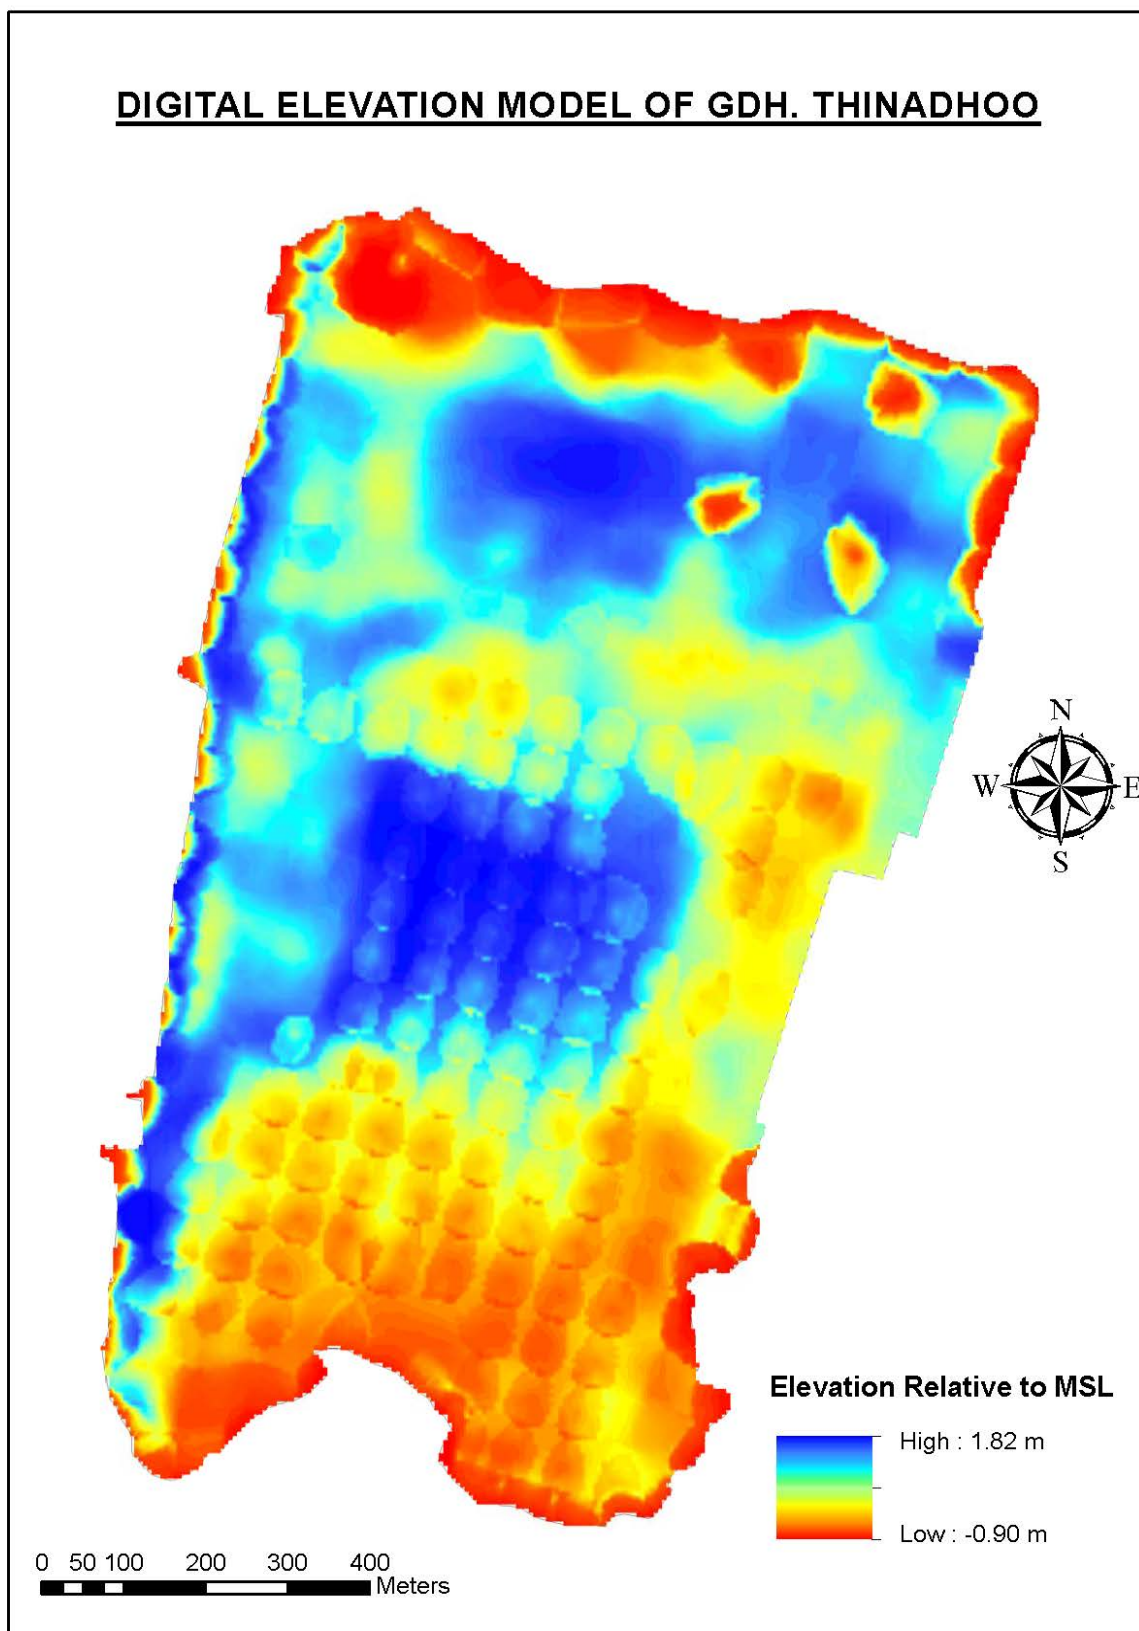 DIGITAL ELEVATION MODEL OF GDH. THINADHOO
N
W E
S
Elevation Relative to MSL
High : 1.82 m
Low : -0.90 m
0 50 100 200 300 400
Meters